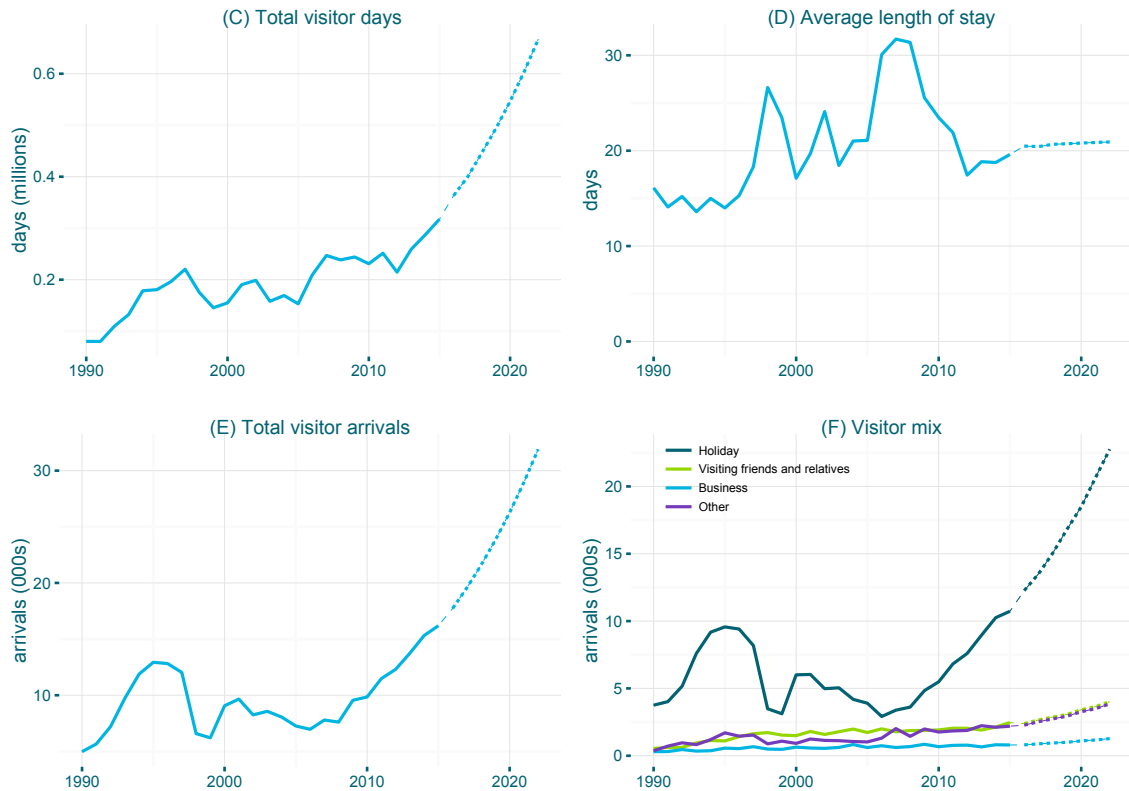 (C) Total visitor days
days (millions)
0.6
0.4
0.2
1990 2000 2010 2020
(D) Average length of stay
days
30
20
10
0
1990 2000 2010 2020
(E) Total visitor arrivals
arrivals (000s)
30
20
10
1990 2000 2010 2020
(F) Visitor mix
arrivals (000s)
Holiday
Visiting friends and relatives
Business
Other
20
15
10
5
0
1990 2000 2010 2020